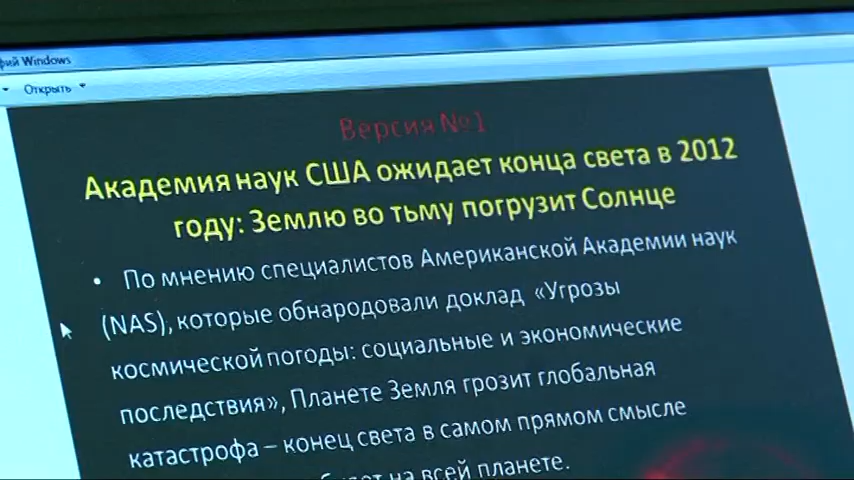 фий Windows
Открыть
Версия №1
Академия наук США ожидает конца света в 2012
году: Землю во тьму погрузит Солнце
• По мнению специалистов Американской Академии наук
(NAS), которые обнародовали доклад «Угрозы
космической погоды: социальные и экономические
последствия», Планете Земля грозит глобальная
катастрофа – конец света в самом прямом смысле
на всей планете.